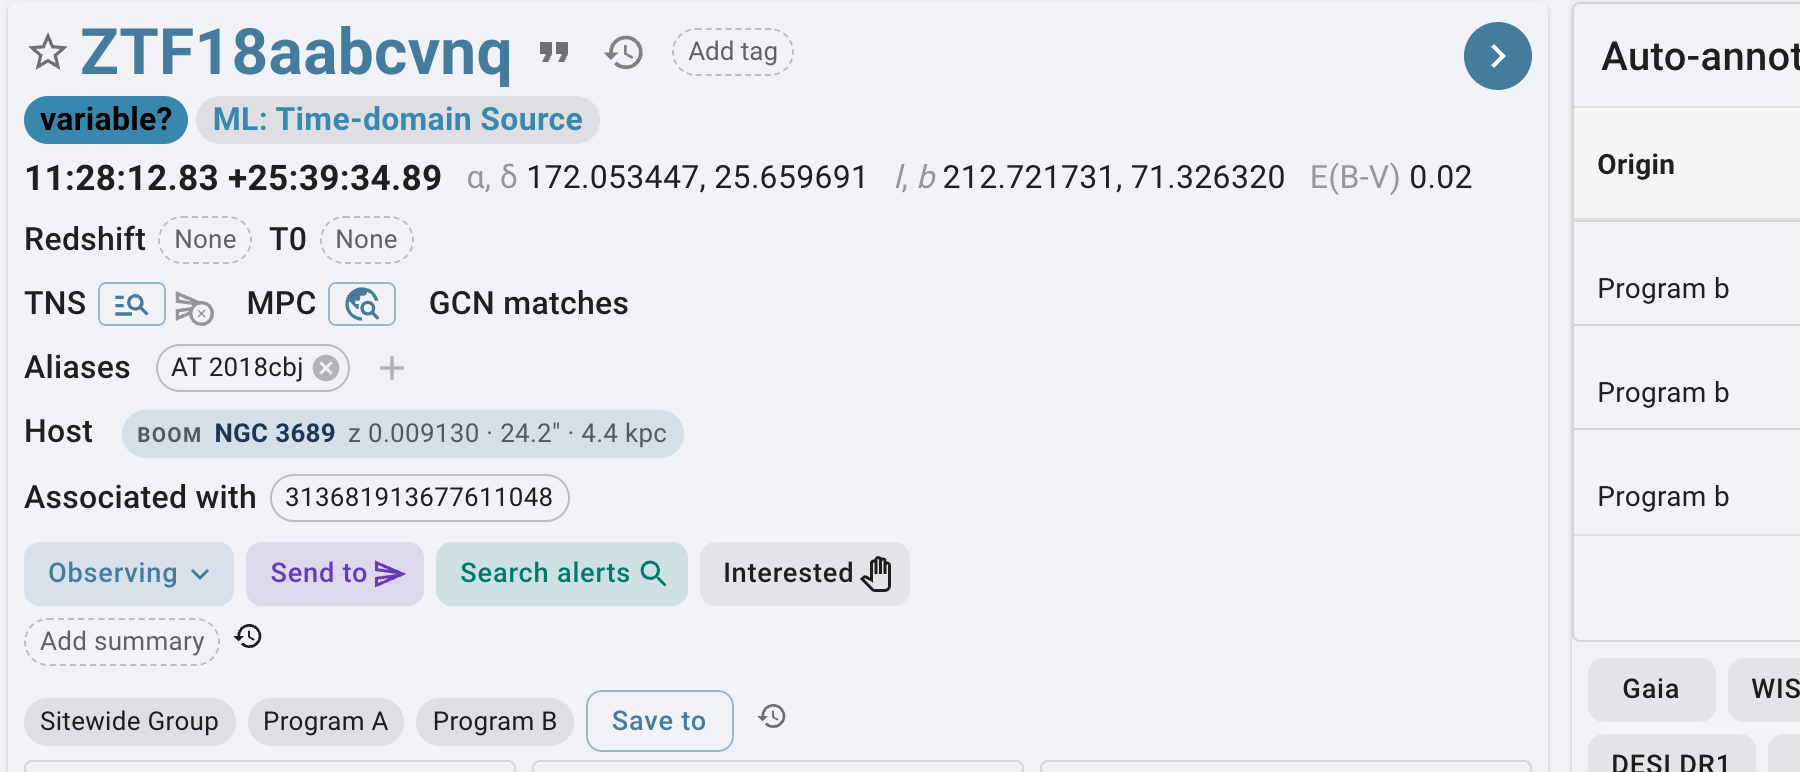 ZTF18aabcvnq Add tag
variable? ML: Time-domain Source
11:28:12.83 +25:39:34.89 α, δ 172.053447, 25.659691 l, b 212.721731, 71.326320 E(B-V) 0.02
Redshift None T0 None
TNS MPC GCN matches
Aliases AT 2018cbj
Host BOOM NGC 3689 z 0.009130 · 24.2" · 4.4 kpc
Associated with 313681913677611048
Observing Send to Search alerts Interested
Add summary
Sitewide Group Program A Program B Save to
Auto-annot
Origin
Program b
Program b
Program b
Gaia WIS
DESI DR1